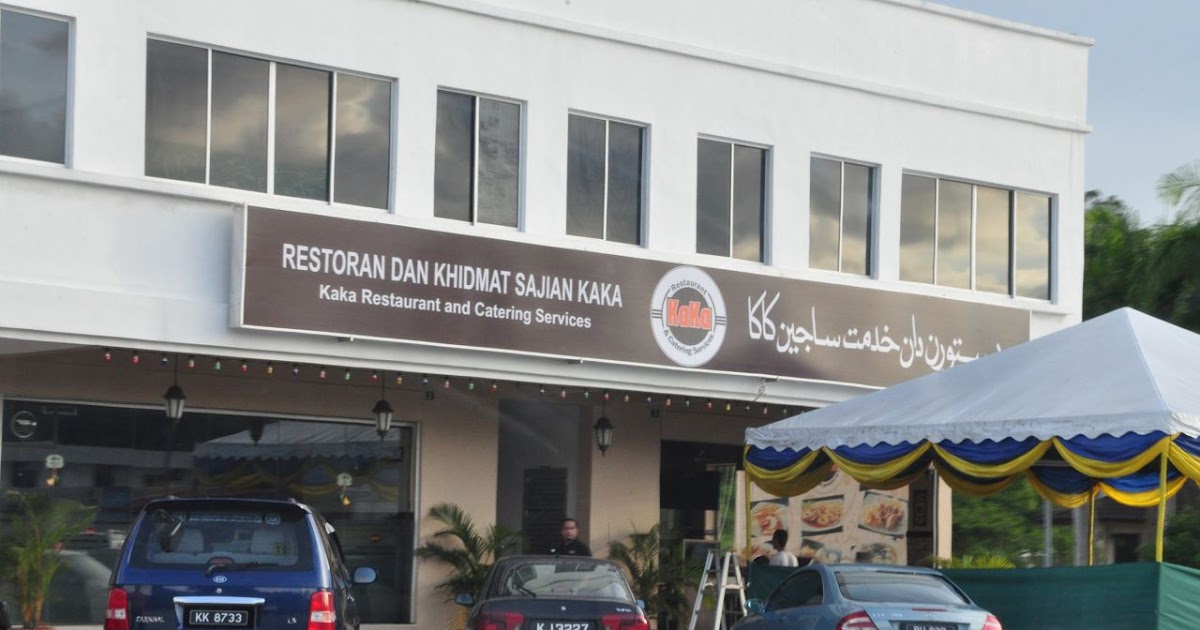 RESTORAN DAN KHIDMAT SAJIAN KAKA
Kaka Restaurant and Catering Services
Restaurant
KaKa
& Catering Services
دان خدمت ساجين كاكا
KK 8733